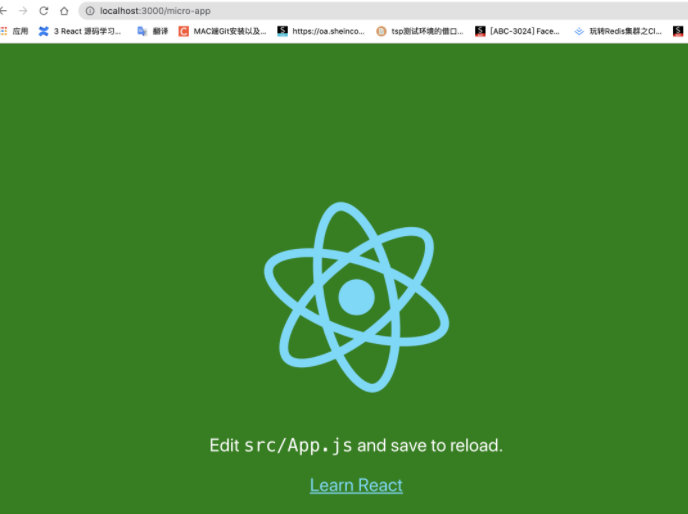 localhost:3000/micro-app
应用 3 React 源码学习... 翻译 MAC端Git安装以及... https://oa.sheinco... tsp测试环境的借口... [ABC-3024] Face... 玩转Redis集群之Cl...
Edit src/App.js and save to reload.
Learn React